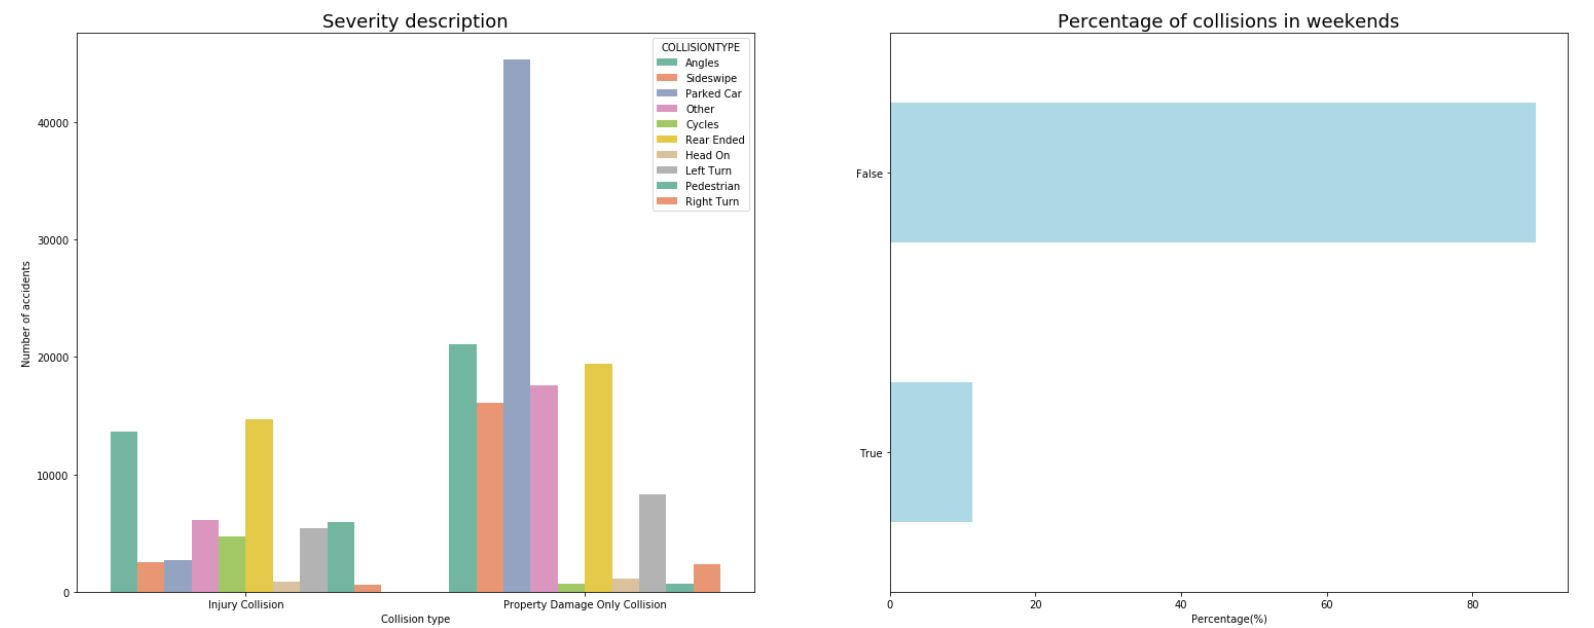 Severity description
COLLISIONTYPE
Angles
Sideswipe
Parked Car
Other
Cycles
Rear Ended
Head On
Left Turn
Pedestrian
Right Turn
40000
30000
20000
10000
0
Number of accidents
Injury Collision
Property Damage Only Collision
Collision type
Percentage of collisions in weekends
False
True
0 20 40 60 80
Percentage(%)